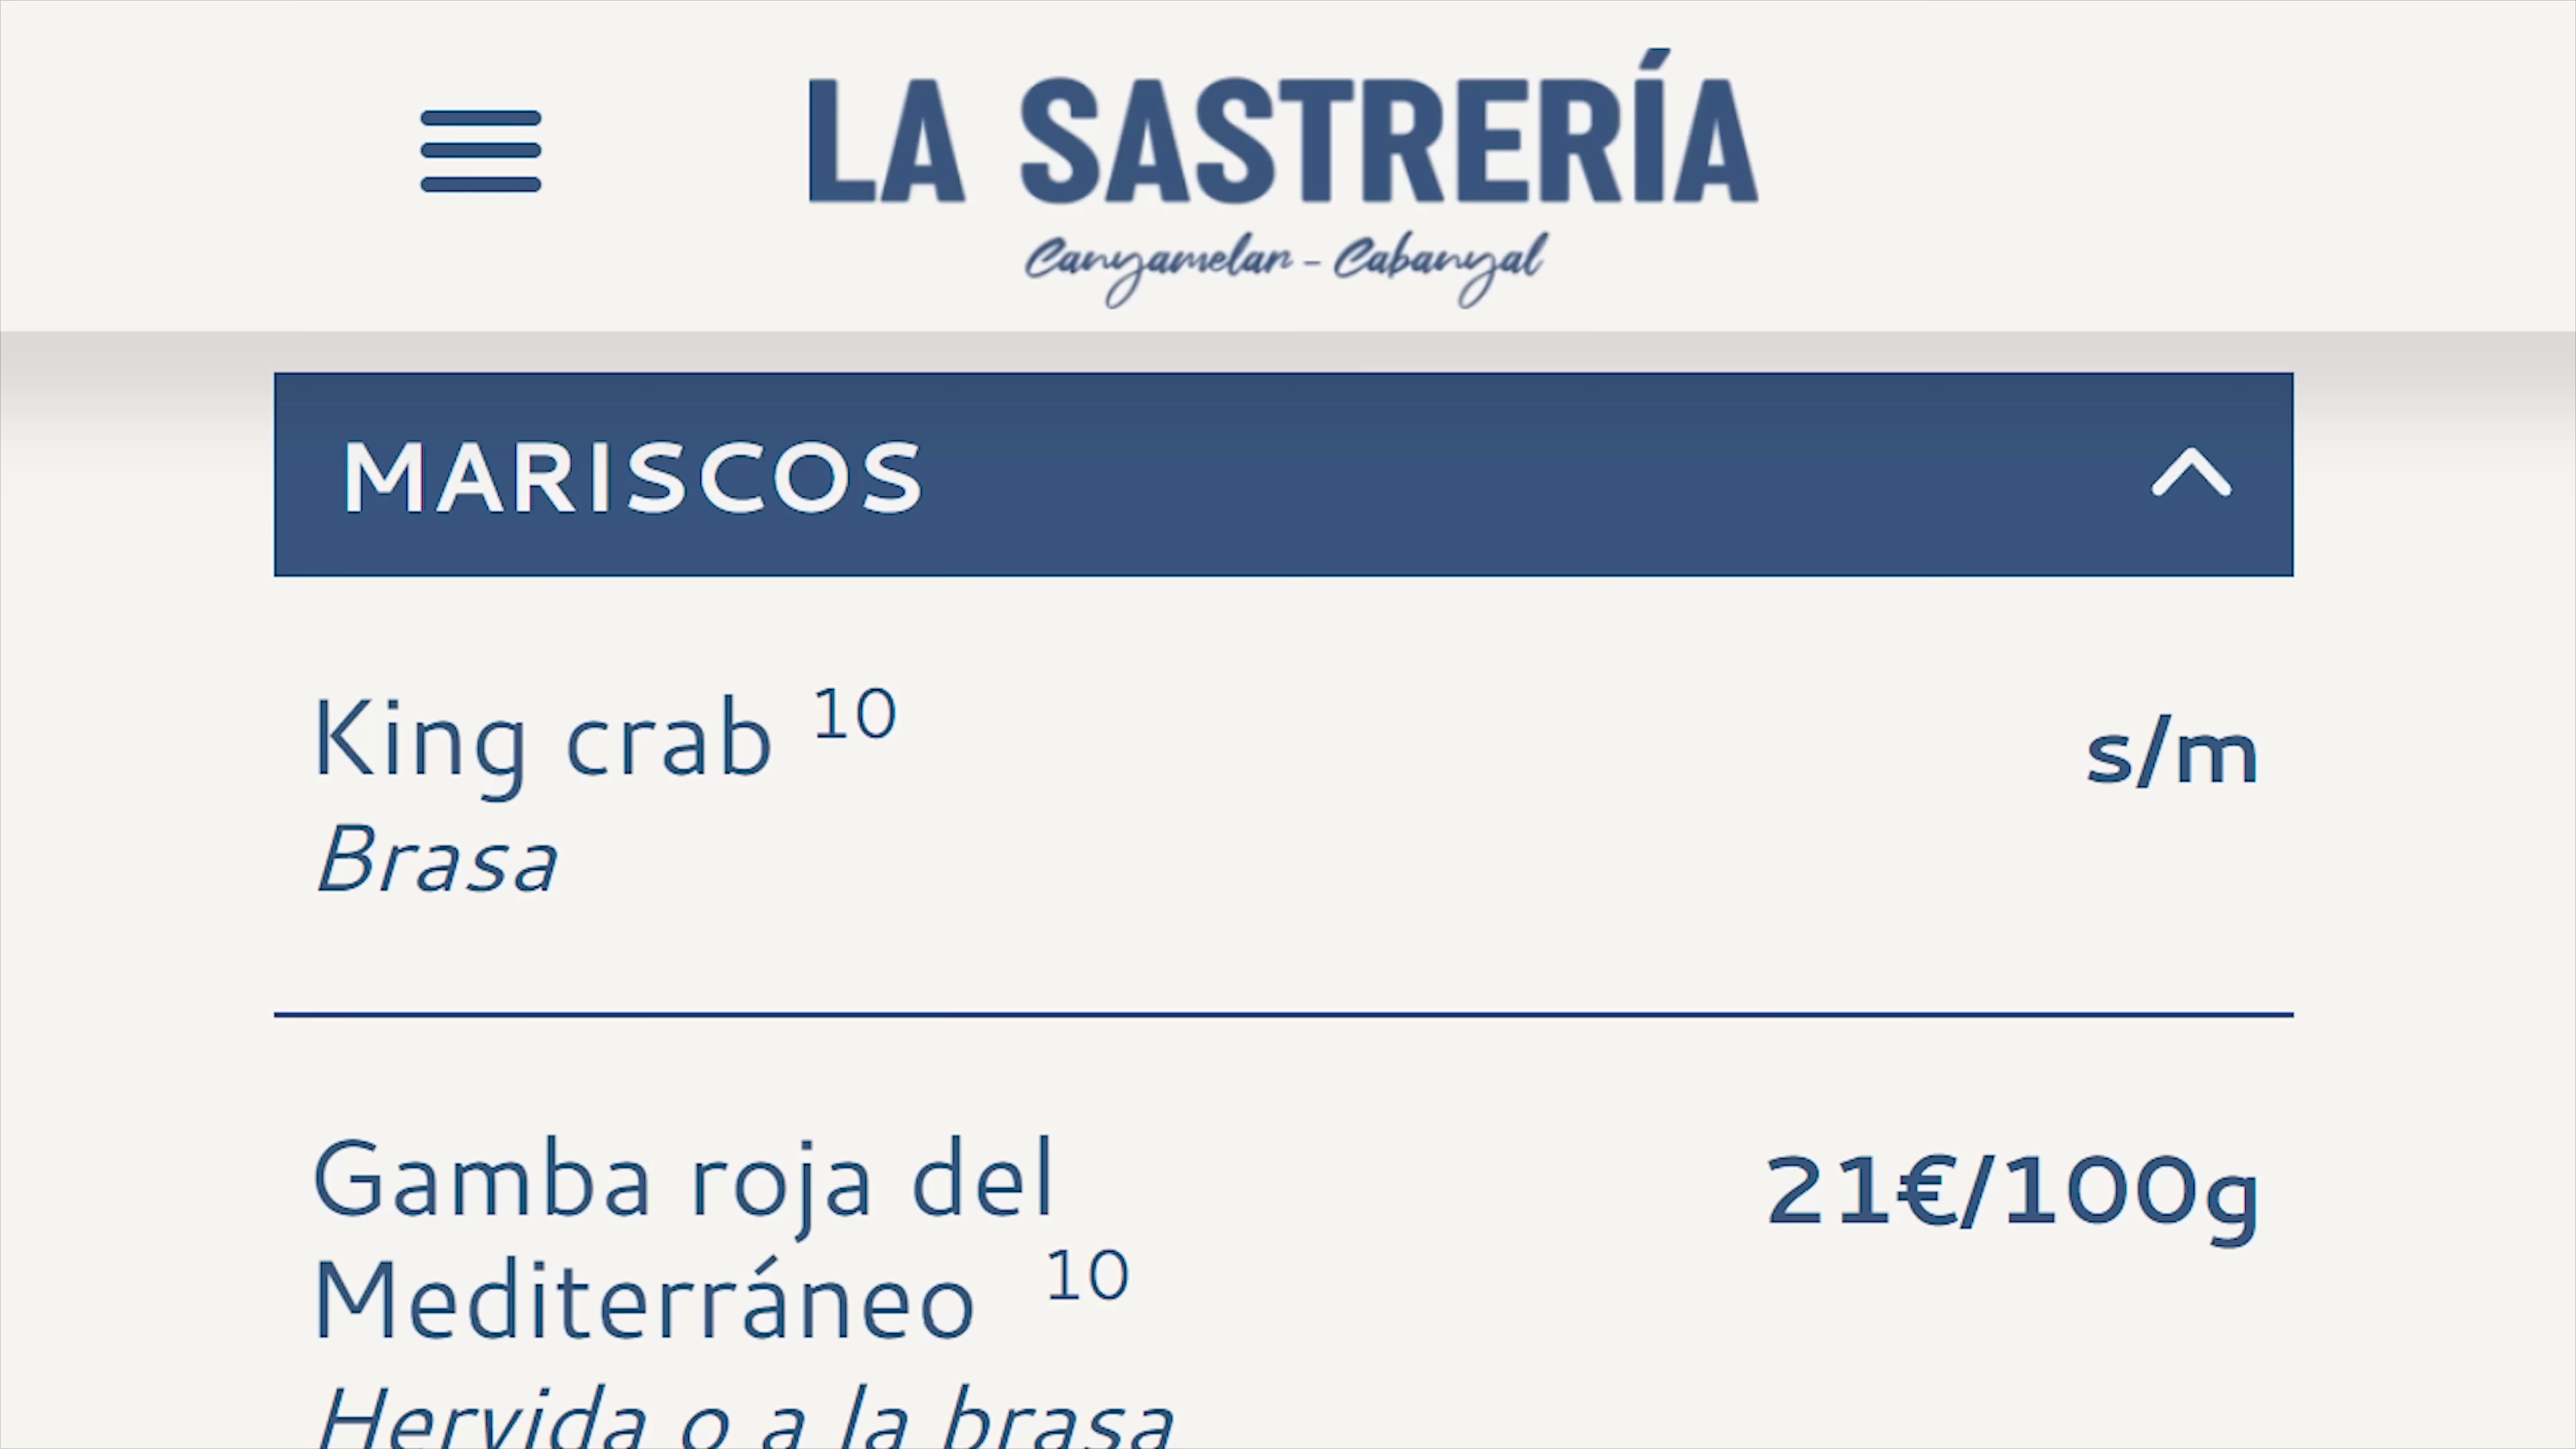 LA SASTRERÍA
Canyamelar - Cabanyal
MARISCOS
King crab 10
s/m
Brasa
Gamba roja del
21€/100g
Mediterráneo 10
Hervida o a la brasa